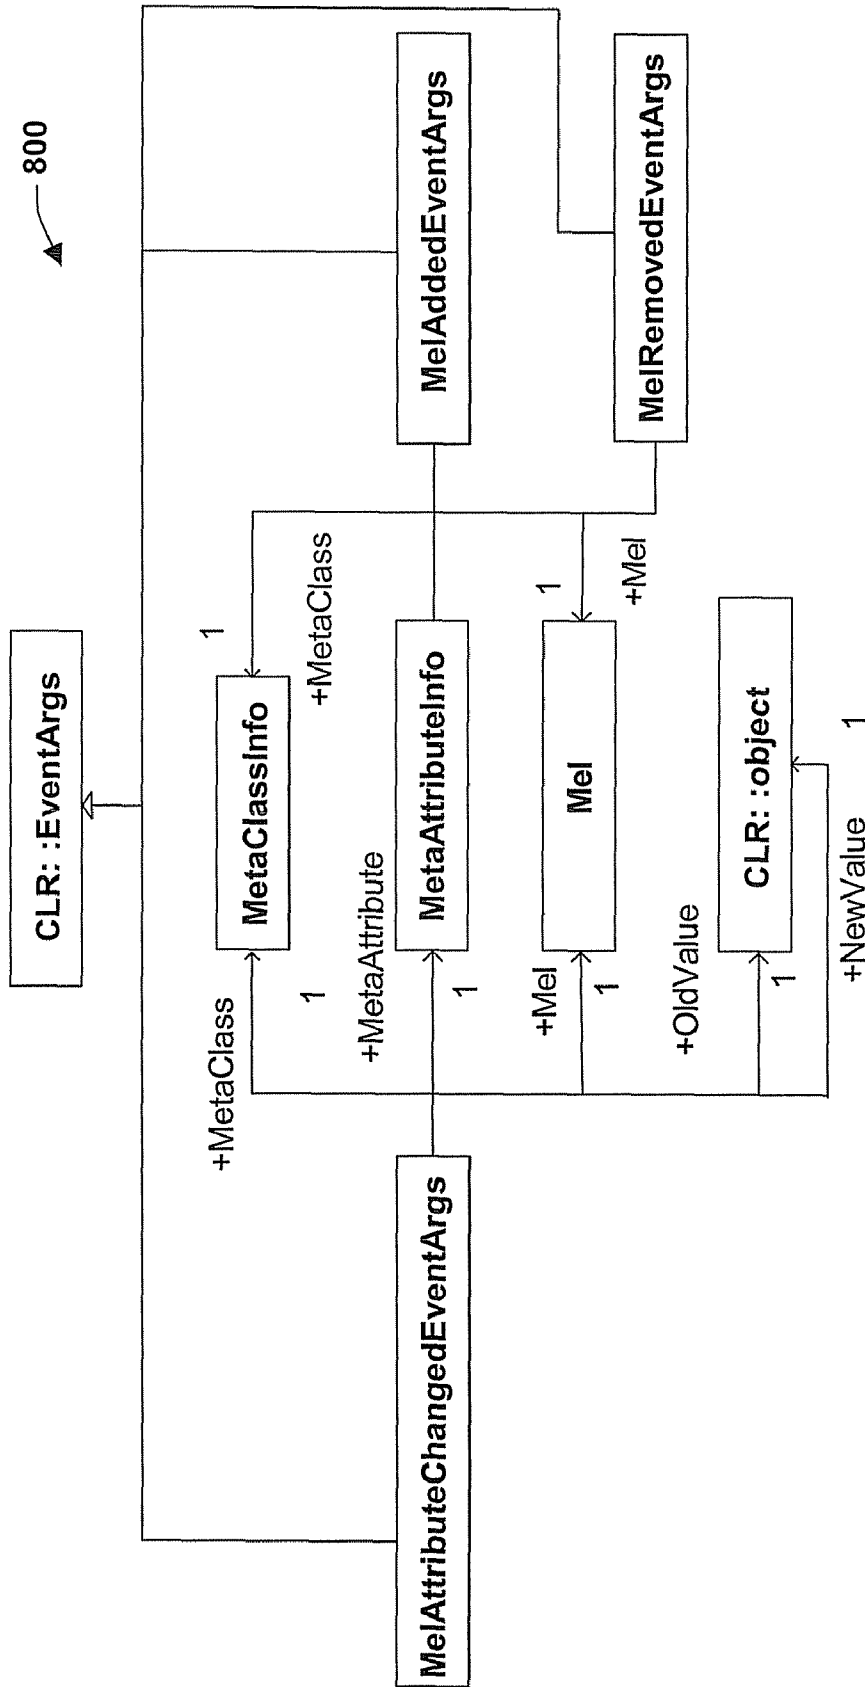 800
CLR: :EventArgs
MetaClassInfo
+MetaClass
1
+MetaClass
1
MelAttributeChangedEventArgs
+MetaAttribute
1
MetaAttributeInfo
MelAddedEventArgs
+Mel
1
Mel
1
+Mel
MelRemovedEventArgs
+OldValue
1
CLR: :object
+NewValue
1